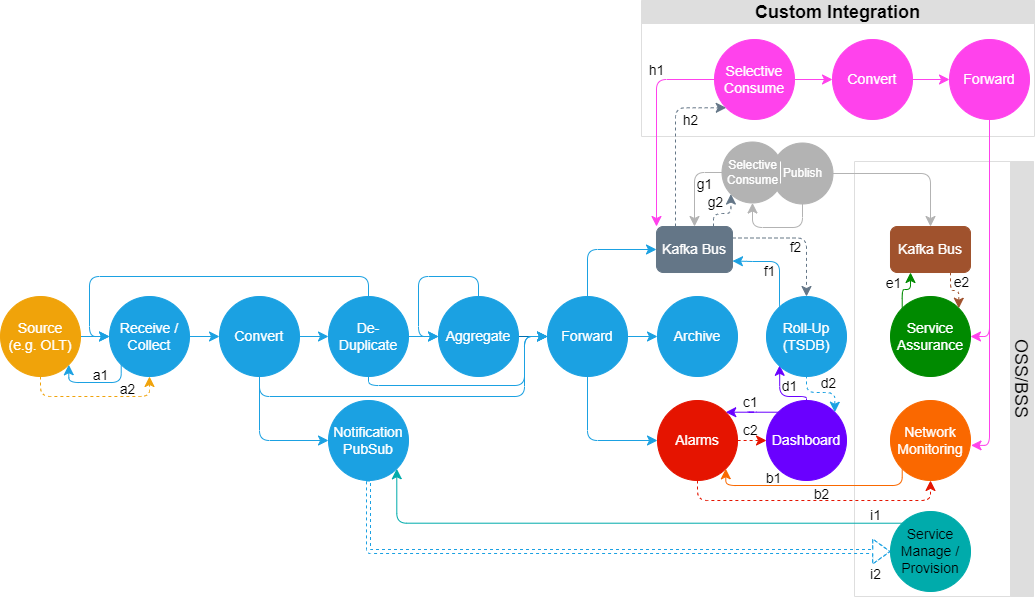 Custom Integration
h1
Selective
Consume
Convert
Forward
h2
Selective
Consume
Publish
g1
g2
Kafka Bus
f2
Kafka Bus
f1
e1
e2
Source
(e.g. OLT)
Receive /
Collect
Convert
De-
Duplicate
Aggregate
Forward
Archive
Roll-Up
(TSDB)
Service
Assurance
OSS/BSS
a1
a2
d1
d2
c1
Notification
PubSub
Alarms
c2
Dashboard
Network
Monitoring
b1
b2
i1
Service
Manage /
Provision
i2